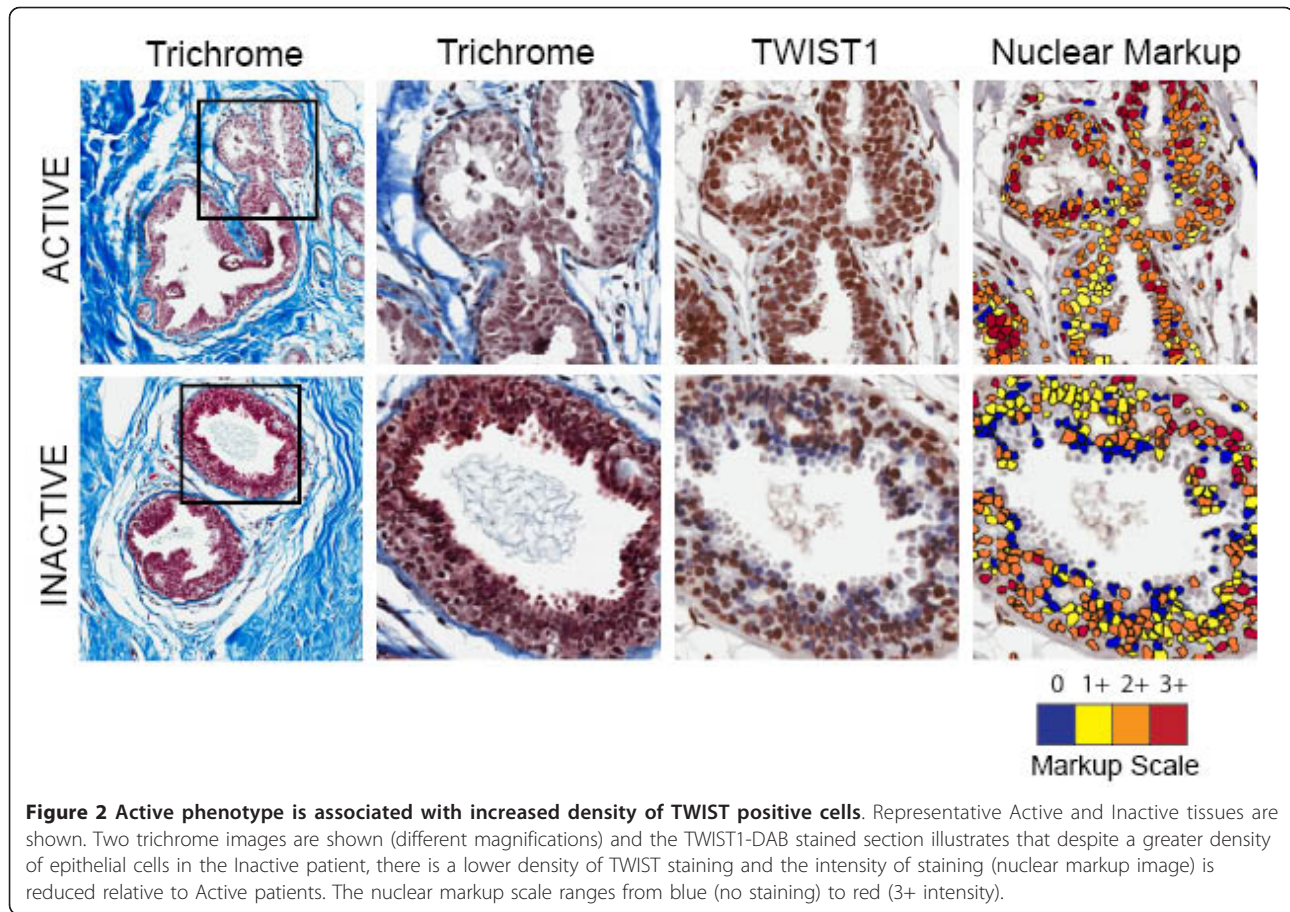 Trichrome Trichrome TWIST1 Nuclear Markup
ACTIVE
INACTIVE
0 1+ 2+ 3+
Markup Scale
Figure 2 Active phenotype is associated with increased density of TWIST positive cells. Representative Active and Inactive tissues are
shown. Two trichrome images are shown (different magnifications) and the TWIST1-DAB stained section illustrates that despite a greater density
of epithelial cells in the Inactive patient, there is a lower density of TWIST staining and the intensity of staining (nuclear markup image) is
reduced relative to Active patients. The nuclear markup scale ranges from blue (no staining) to red (3+ intensity).